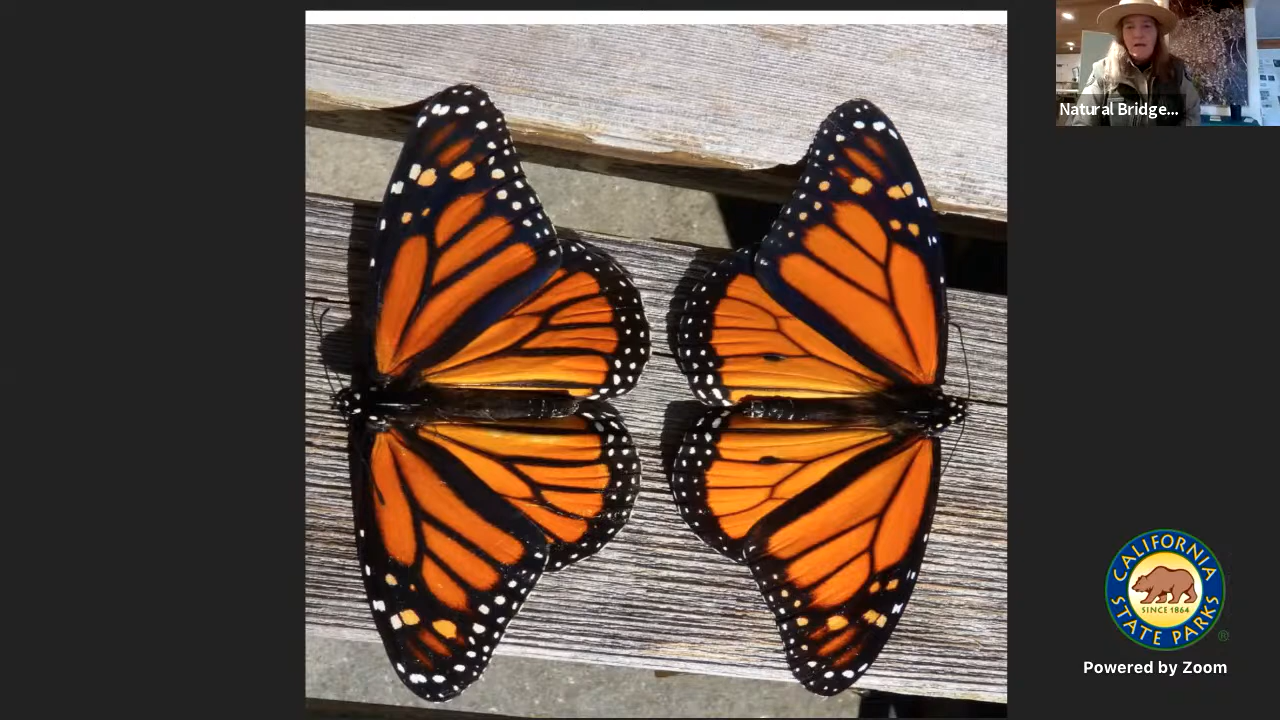 Natural Bridge...
CALIFORNIA
SINCE 1864
STATE PARKS
®
Powered by Zoom